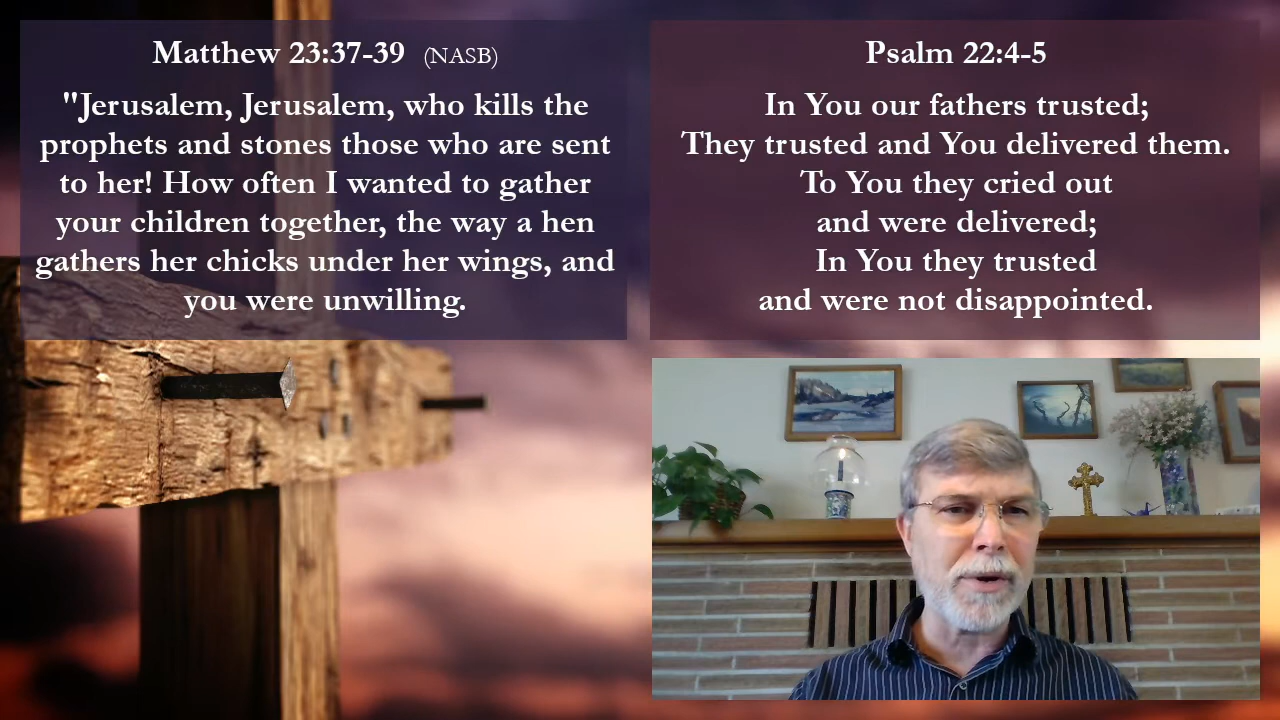 Matthew 23:37-39 (NASB)
"Jerusalem, Jerusalem, who kills the
prophets and stones those who are sent
to her! How often I wanted to gather
your children together, the way a hen
gathers her chicks under her wings, and
you were unwilling.
Psalm 22:4-5
In You our fathers trusted;
They trusted and You delivered them.
To You they cried out
and were delivered;
In You they trusted
and were not disappointed.